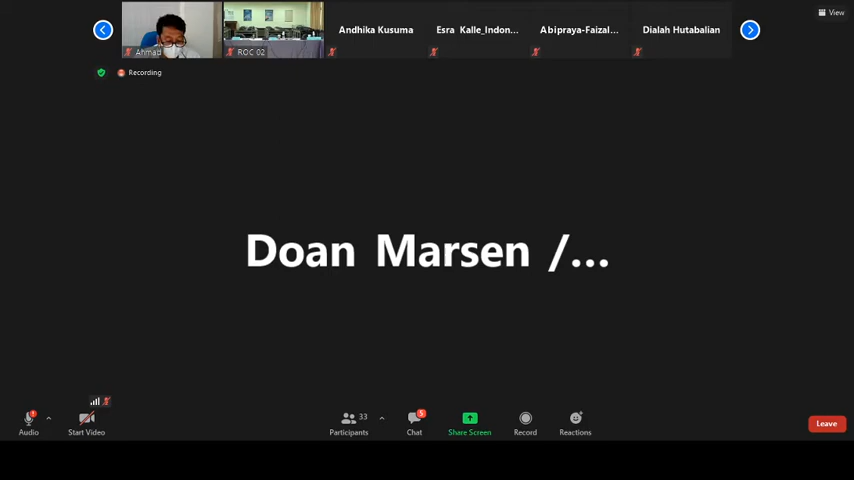 View
Ahmad
ROC 02
Andhika Kusuma
Esra Kalle_Indon...
Abipraya-Faizal...
Dialah Hutabalian
Recording
Doan Marsen /...
Audio
Start Video
33
Participants
5
Chat
Share Screen
Record
Reactions
Leave